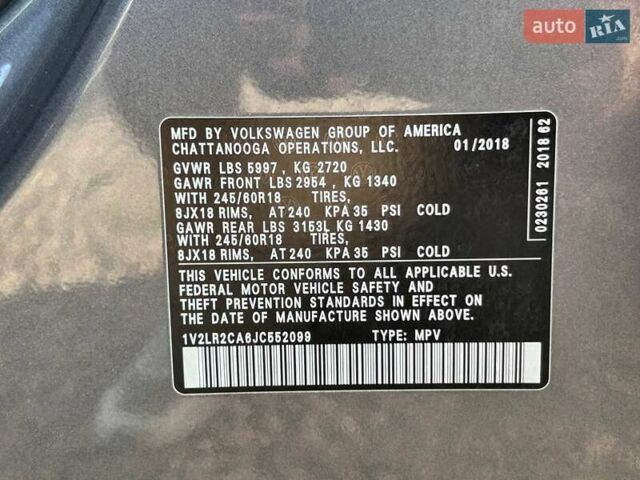 auto RIA.com
MFD BY VOLKSWAGEN GROUP OF AMERICA
CHATTANOOGA OPERATIONS, LLC. 01/2018
GVWR LBS 5997 , KG 2720
GAWR FRONT LBS 2954 , KG 1340
WITH 245/60R18 TIRES,
8JX18 RIMS, AT 240 KPA 35 PSI COLD
GAWR REAR LBS 3153L KG 1430
WITH 245/60R18 TIRES,
8JX18 RIMS, AT 240 KPA 35 PSI COLD
THIS VEHICLE CONFORMS TO ALL APPLICABLE U.S.
FEDERAL MOTOR VEHICLE SAFETY AND
THEFT PREVENTION STANDARDS IN EFFECT ON
THE DATE OF MANUFACTURE SHOWN ABOVE.
1V2LR2CA6JC552099 TYPE: MPV
0230261 2018 62